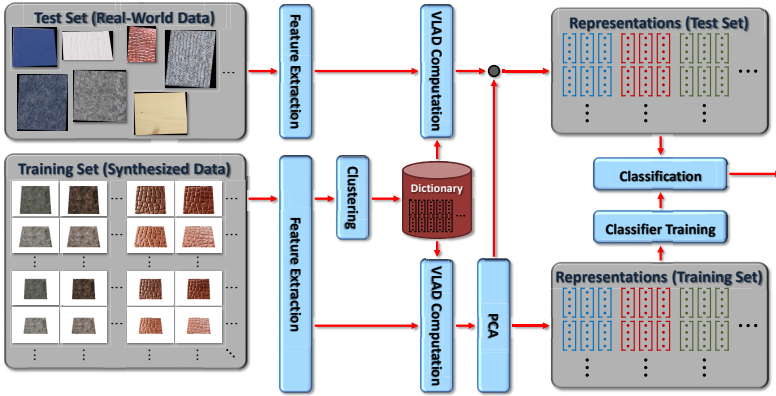 Test Set (Real-World Data)
...
Feature Extraction
VLAD Computation
Representations (Test Set)
...
Training Set (Synthesized Data)
Feature Extraction
Clustering
Dictionary
...
VLAD Computation
PCA
Classification
Classifier Training
Representations (Training Set)
...